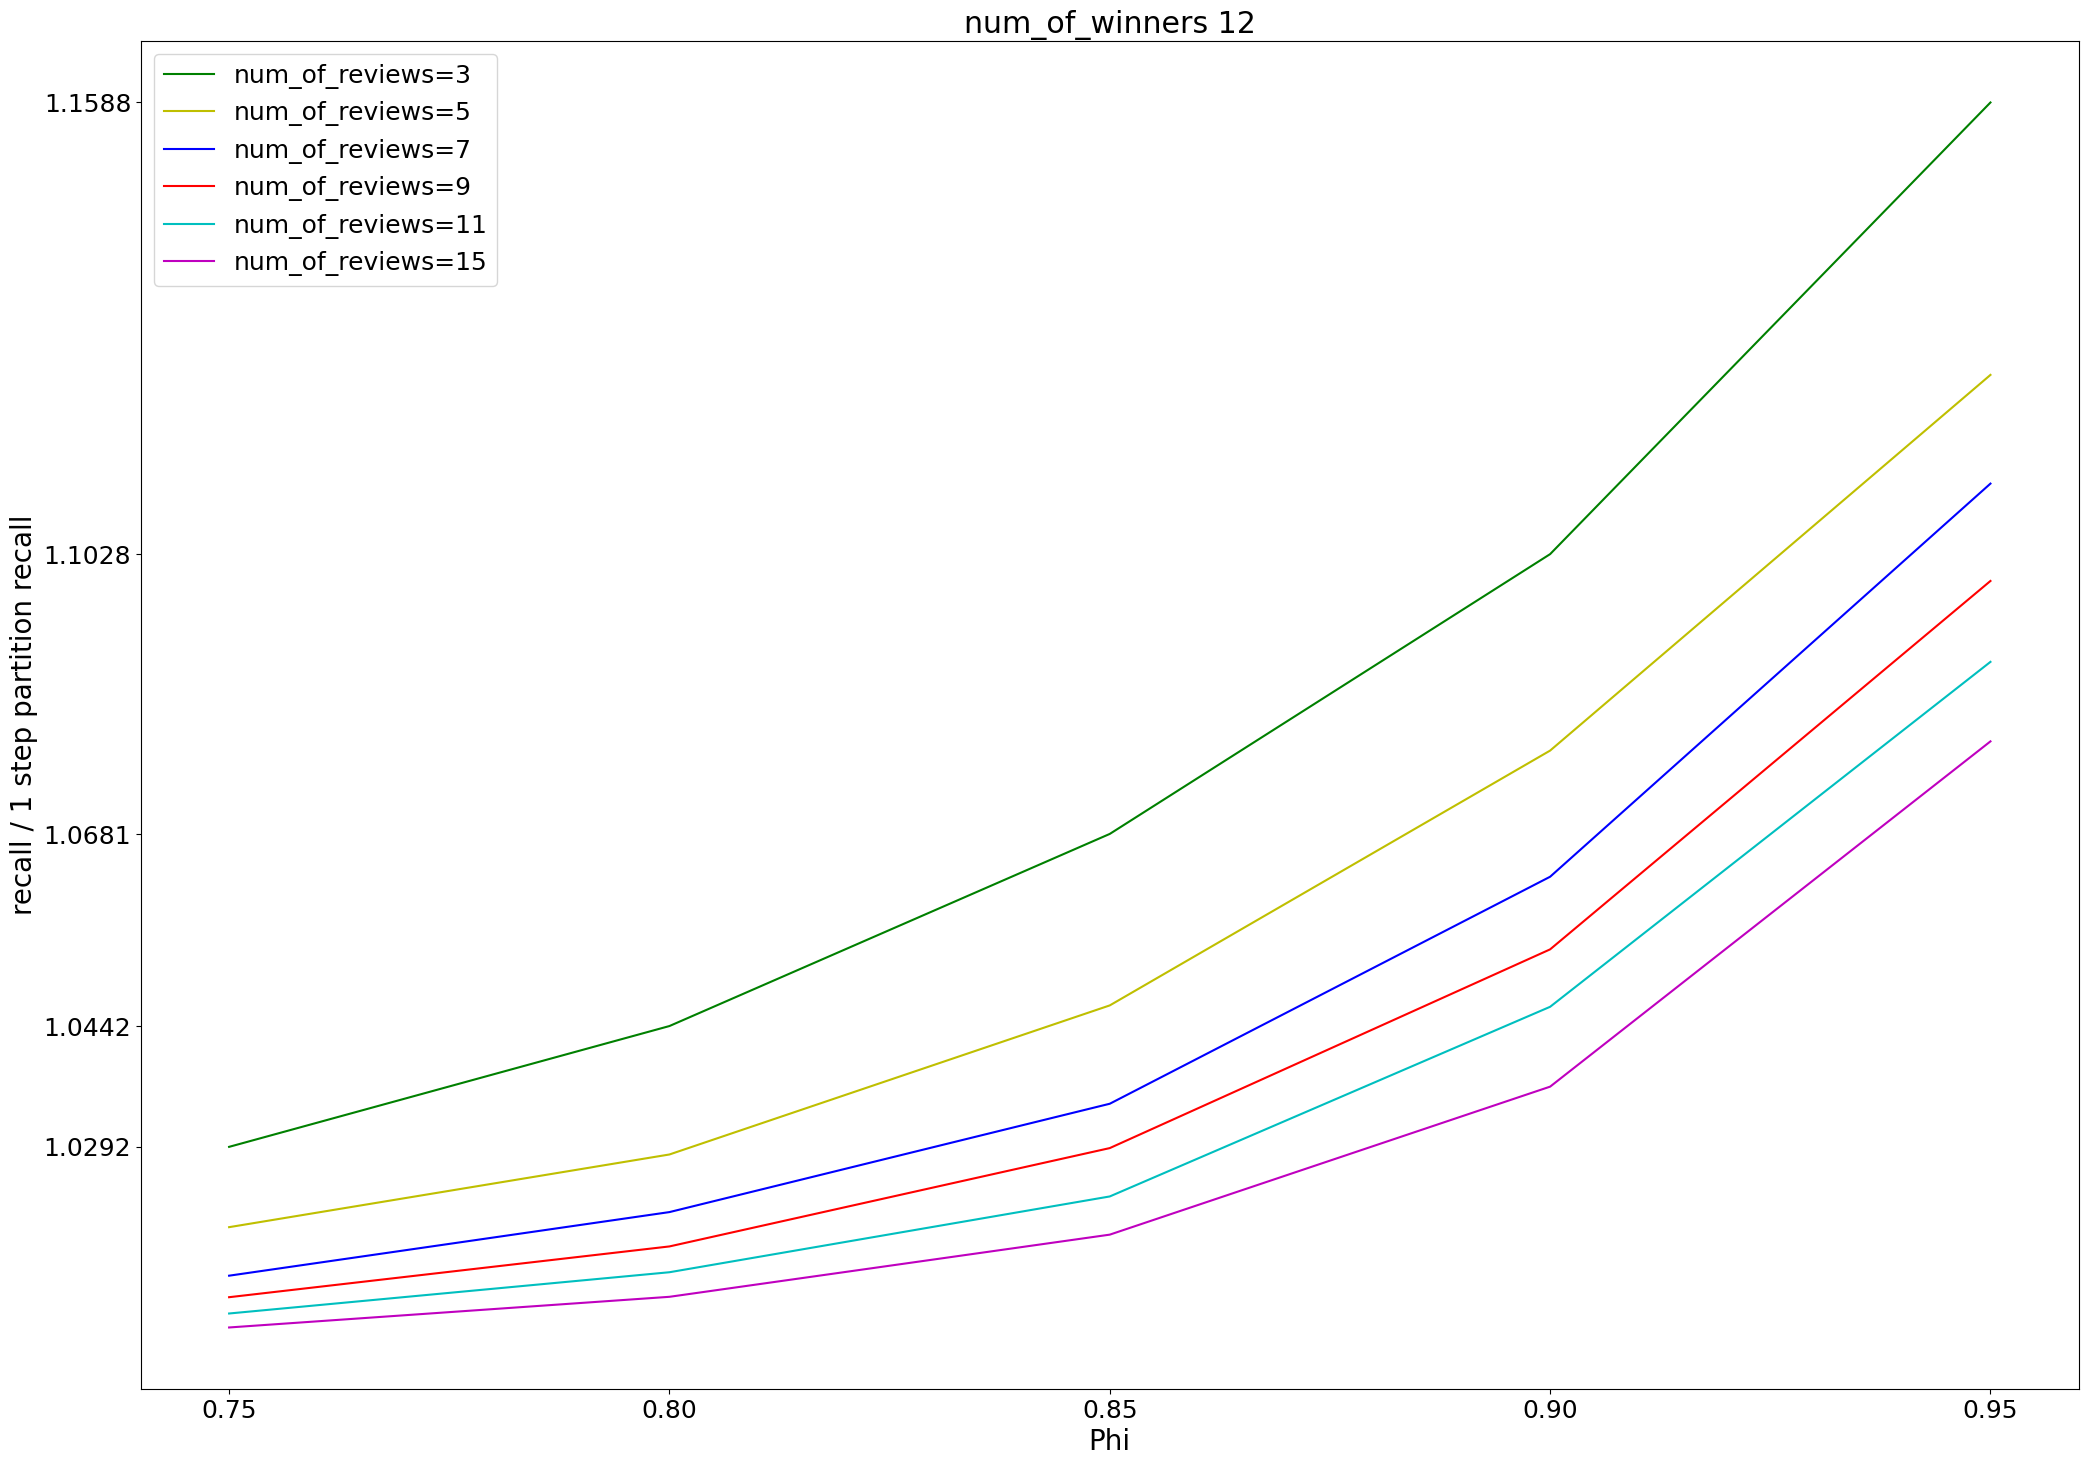 num_of_winners 12
num_of_reviews=3
num_of_reviews=5
num_of_reviews=7
num_of_reviews=9
num_of_reviews=11
num_of_reviews=15
recall / 1 step partition recall
1.1588
1.1028
1.0681
1.0442
1.0292
0.75 0.80 0.85 0.90 0.95
Phi